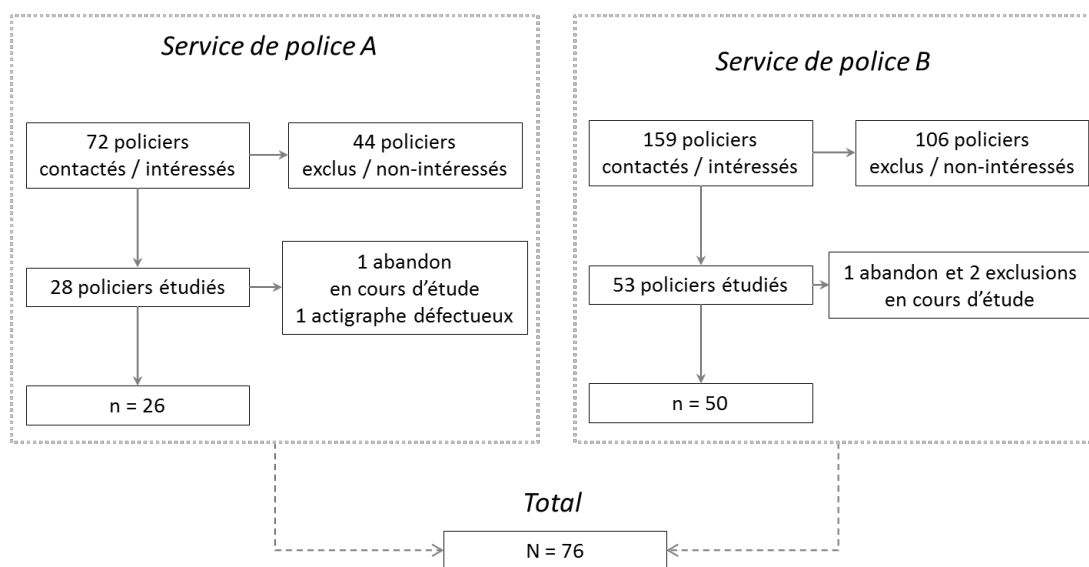 Service de police A
72 policiers
contactés / intéressés
44 policiers
exclus / non-intéressés
28 policiers étudiés
1 abandon
en cours d'étude
1 actigraphe défectueux
n = 26
Service de police B
159 policiers
contactés / intéressés
106 policiers
exclus / non-intéressés
53 policiers étudiés
1 abandon et 2 exclusions
en cours d'étude
n = 50
Total
N = 76